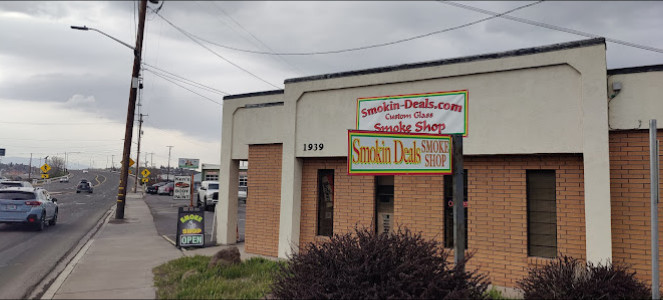 Smokin-Deals.com
Custom Glass
Smoke Shop
1939
Smokin Deals SMOKE
SHOP
SMOKE
SHOP
OPEN